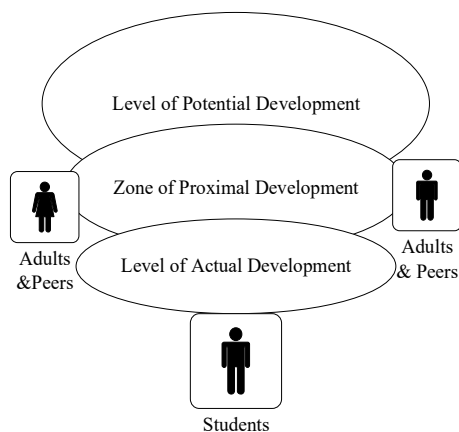 Level of Potential Development
Zone of Proximal Development
Adults
&Peers
Adults
& Peers
Level of Actual Development
Students